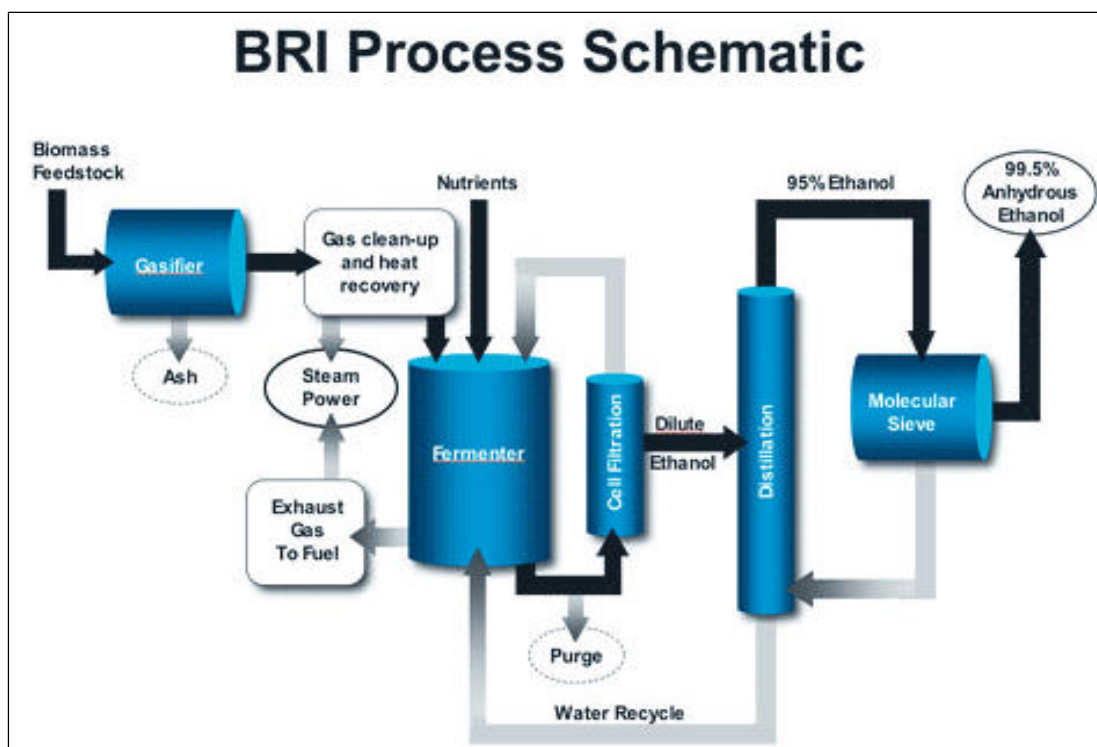 BRI Process Schematic
Biomass
Feedstock
Nutrients
95% Ethanol
99.5%
Anhydrous
Ethanol
Gasifier
Gas clean-up
and heat
recovery
Ash
Steam
Power
Fermenter
Cell Filtration
Dilute
Ethanol
Distillation
Molecular
Sieve
Exhaust
Gas
To Fuel
Purge
Water Recycle